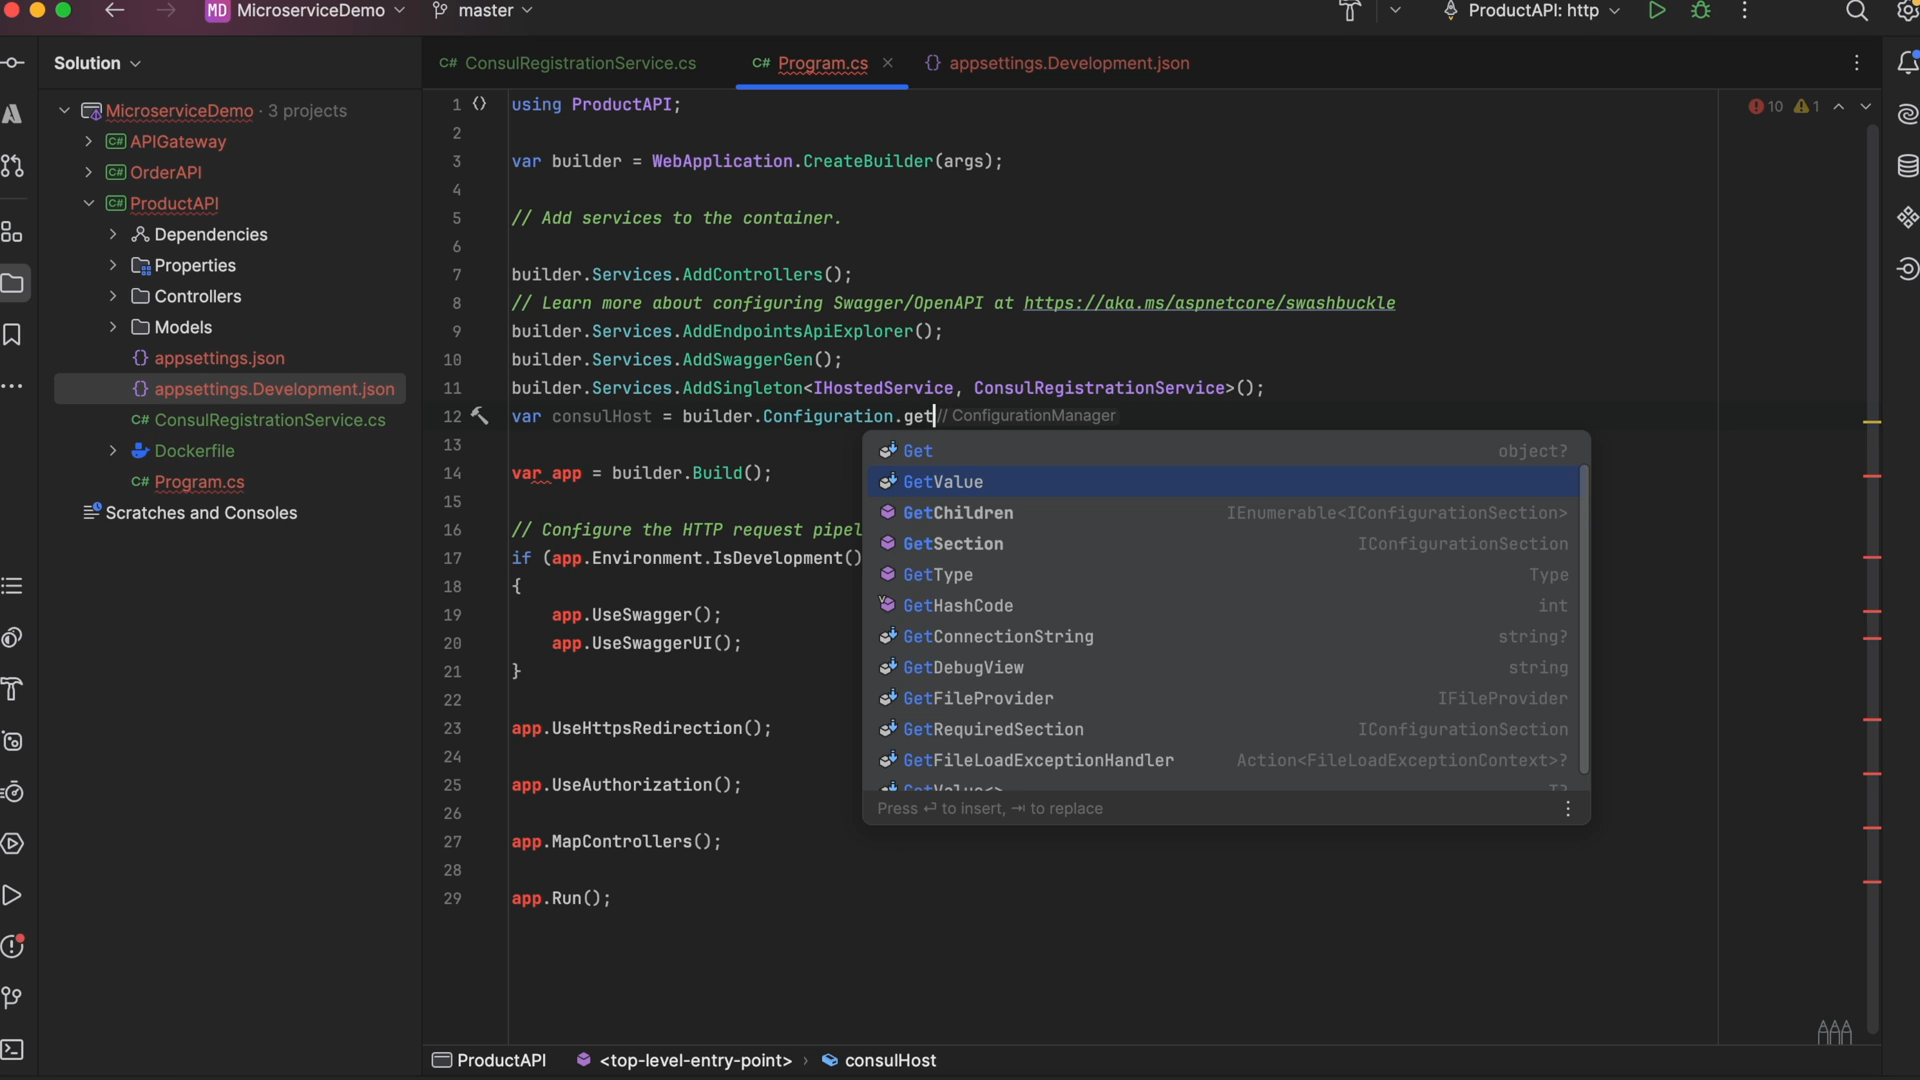 MD MicroserviceDemo
master
ProductAPI: http
Solution
MicroserviceDemo · 3 projects
C# APIGateway
C# OrderAPI
C# ProductAPI
Dependencies
Properties
Controllers
Models
{} appsettings.json
{} appsettings.Development.json
C# ConsulRegistrationService.cs
Dockerfile
C# Program.cs
Scratches and Consoles
C# ConsulRegistrationService.cs
C# Program.cs
{} appsettings.Development.json
10 1
1 using ProductAPI;
2
3 var builder = WebApplication.CreateBuilder(args);
4
5 // Add services to the container.
6
7 builder.Services.AddControllers();
8 // Learn more about configuring Swagger/OpenAPI at https://aka.ms/aspnetcore/swashbuckle
9 builder.Services.AddEndpointsApiExplorer();
10 builder.Services.AddSwaggerGen();
11 builder.Services.AddSingleton<IHostedService, ConsulRegistrationService>();
12 var consulHost = builder.Configuration.get // ConfigurationManager
13
14 var app = builder.Build();
15
16 // Configure the HTTP request pipel
17 if (app.Environment.IsDevelopment()
18 {
19 app.UseSwagger();
20 app.UseSwaggerUI();
21 }
22
23 app.UseHttpsRedirection();
24
25 app.UseAuthorization();
26
27 app.MapControllers();
28
29 app.Run();
Get object?
GetValue
GetChildren IEnumerable<IConfigurationSection>
GetSection IConfigurationSection
GetType Type
GetHashCode int
GetConnectionString string?
GetDebugView string
GetFileProvider IFileProvider
GetRequiredSection IConfigurationSection
GetFileLoadExceptionHandler Action<FileLoadExceptionContext>?
GetValue<> T?
Press ↵ to insert, ⇥ to replace
ProductAPI
<top-level-entry-point> › consulHost